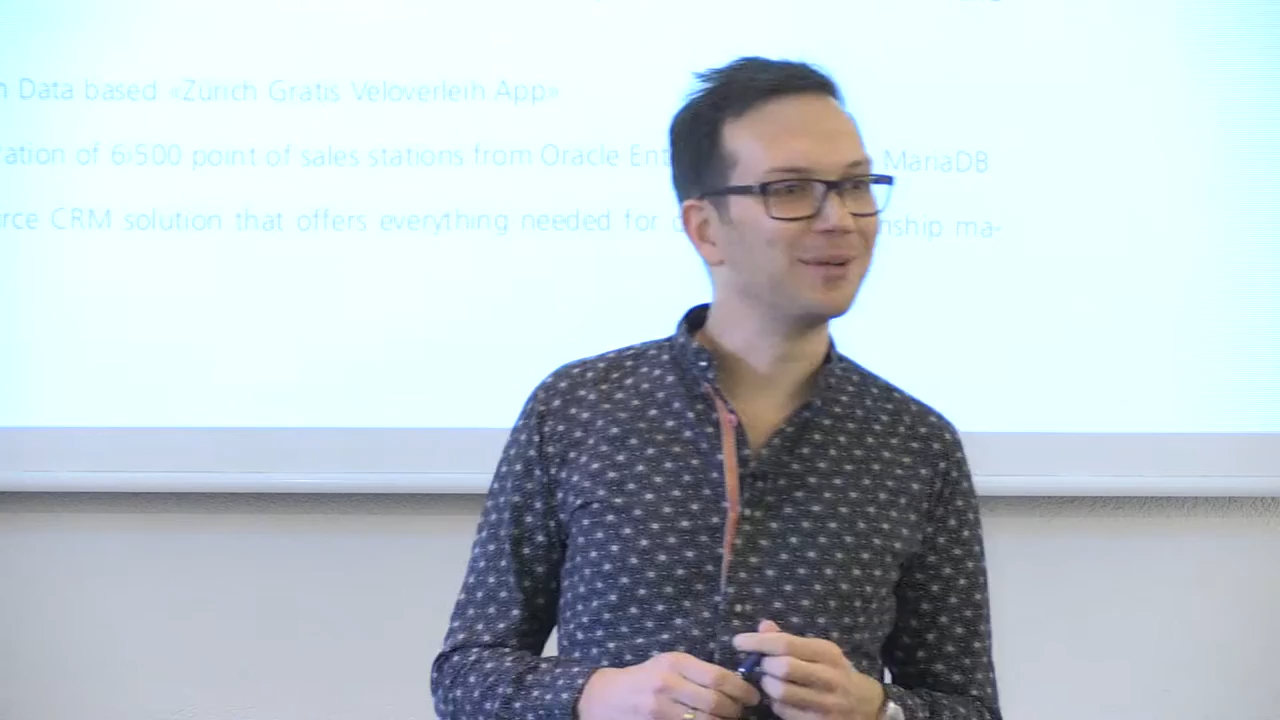 n Data based «Zürich Gratis Veloverleih App»
ration of 6›500 point of sales stations from Oracle Ent MariaDB
rce CRM solution that offers everything needed for nship ma-